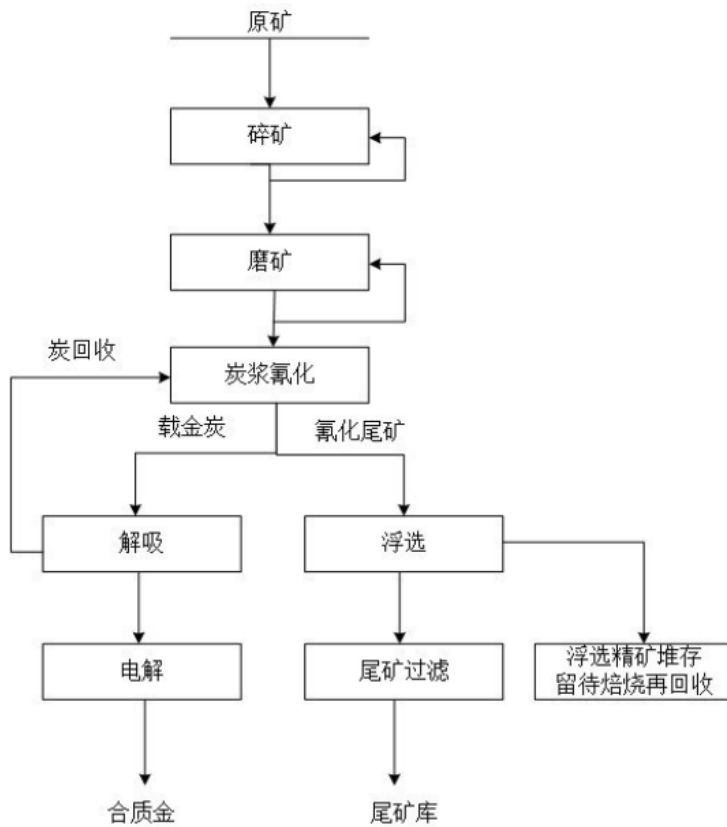 原矿
碎矿
磨矿
炭回收
炭浆氰化
载金炭
氰化尾矿
解吸
浮选
电解
尾矿过滤
浮选精矿堆存
留待焙烧再回收
合质金
尾矿库